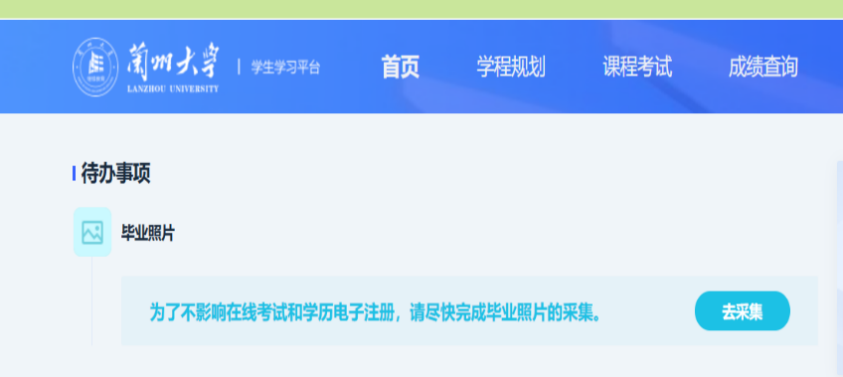 兰州大学 LANZHOU UNIVERSITY | 学生学习平台 首页 学程规划 课程考试 成绩查询
待办事项
毕业照片
为了不影响在线考试和学历电子注册，请尽快完成毕业照片的采集。 去采集